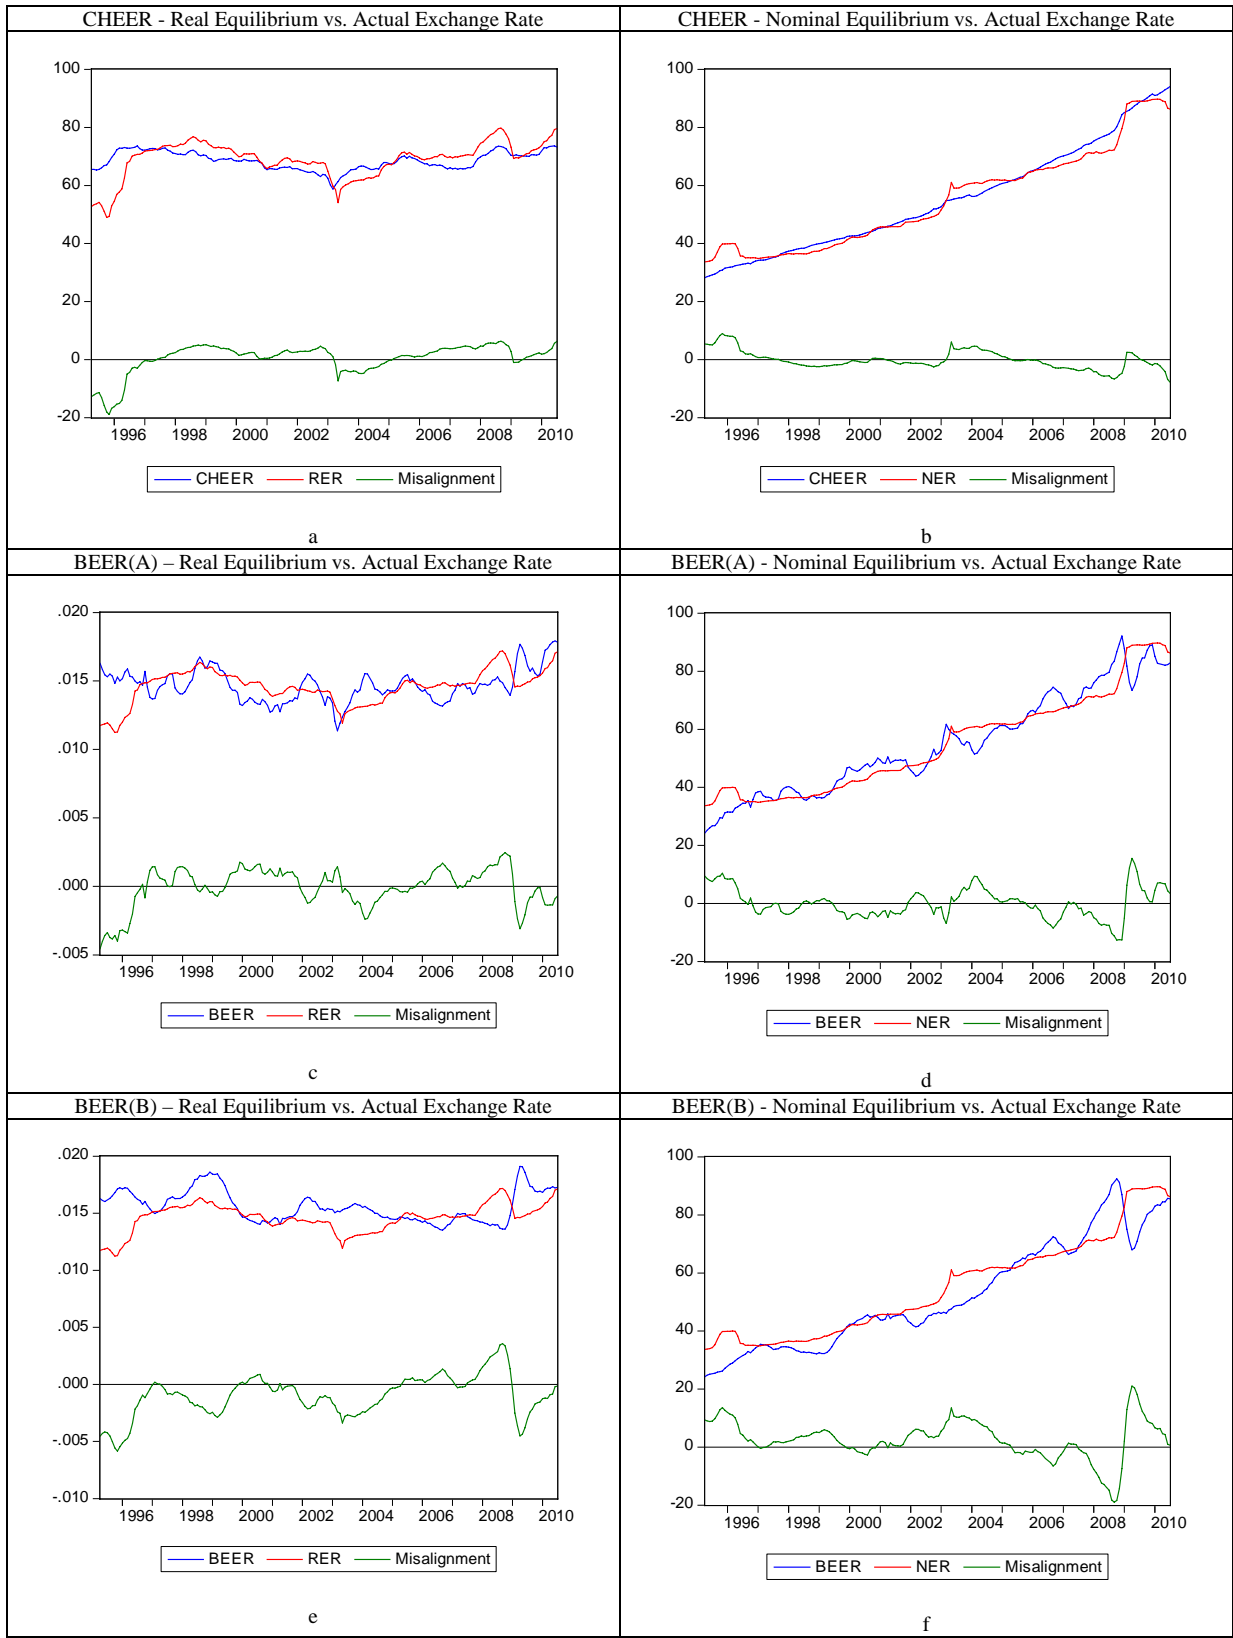 CHEER - Real Equilibrium vs. Actual Exchange Rate
100
80
60
40
20
0
-20
1996 1998 2000 2002 2004 2006 2008 2010
CHEER RER Misalignment
a
CHEER - Nominal Equilibrium vs. Actual Exchange Rate
100
80
60
40
20
0
-20
1996 1998 2000 2002 2004 2006 2008 2010
CHEER NER Misalignment
b
BEER(A) – Real Equilibrium vs. Actual Exchange Rate
.020
.015
.010
.005
.000
-.005
1996 1998 2000 2002 2004 2006 2008 2010
BEER RER Misalignment
c
BEER(A) - Nominal Equilibrium vs. Actual Exchange Rate
100
80
60
40
20
0
-20
1996 1998 2000 2002 2004 2006 2008 2010
BEER NER Misalignment
d
BEER(B) – Real Equilibrium vs. Actual Exchange Rate
.020
.015
.010
.005
.000
-.005
-.010
1996 1998 2000 2002 2004 2006 2008 2010
BEER RER Misalignment
e
BEER(B) - Nominal Equilibrium vs. Actual Exchange Rate
100
80
60
40
20
0
-20
1996 1998 2000 2002 2004 2006 2008 2010
BEER NER Misalignment
f